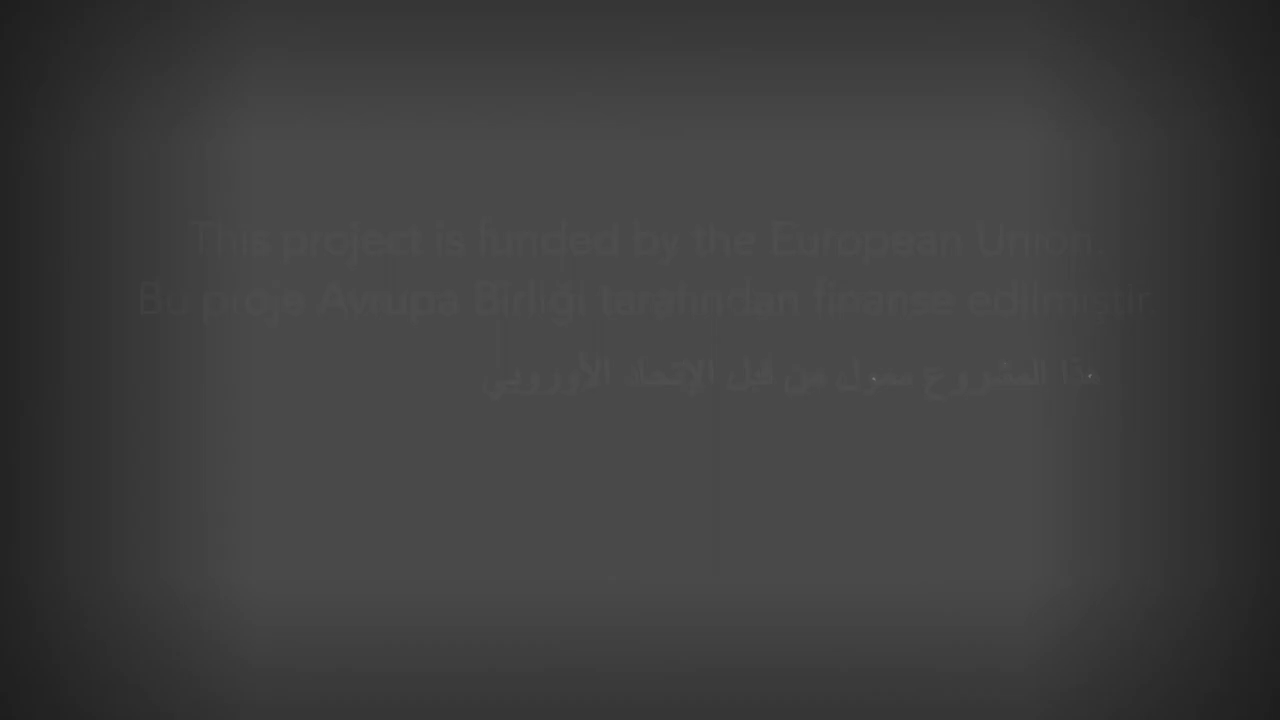 This project is funded by the European Union.
Bu proje Avrupa Birliği tarafından finanse edilmiştir
هذا المشروع ممول من قبل الإتحاد الأوروبي